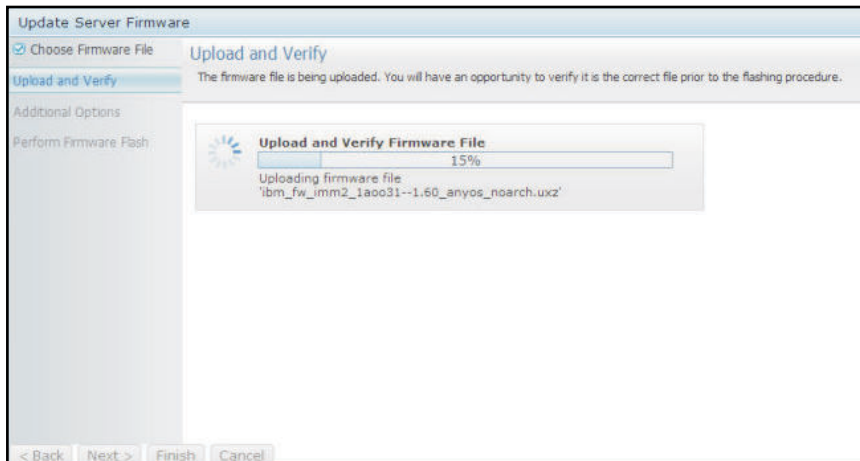 Update Server Firmware
Choose Firmware File
Upload and Verify
Additional Options
Perform Firmware Flash
Upload and Verify
The firmware file is being uploaded. You will have an opportunity to verify it is the correct file prior to the flashing procedure.
Upload and Verify Firmware File
15%
Uploading firmware file
'ibm_fw_imm2_1aoo31--1.60_anyos_noarch.uxz'
< Back Next > Finish Cancel